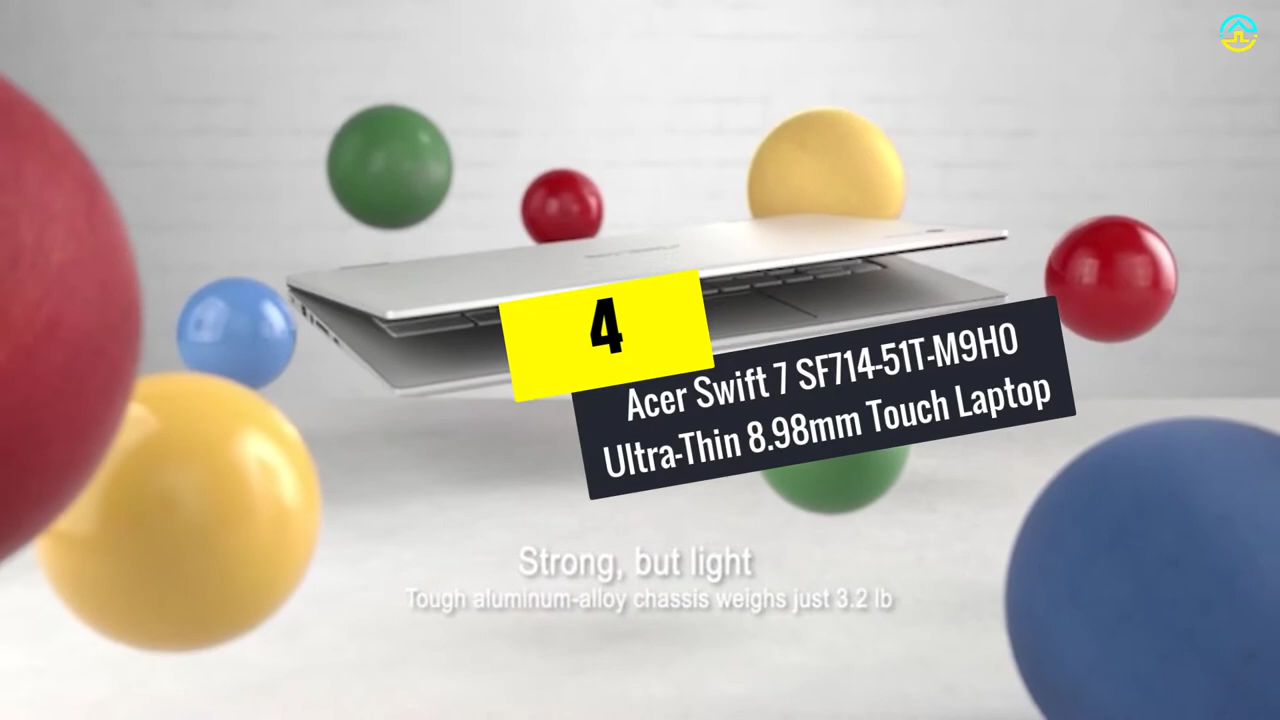 4
Acer Swift 7 SF714-51T-M9H0
Ultra-Thin 8.98mm Touch Laptop
Strong, but light
Tough aluminum-alloy chassis weighs just 3.2 lb